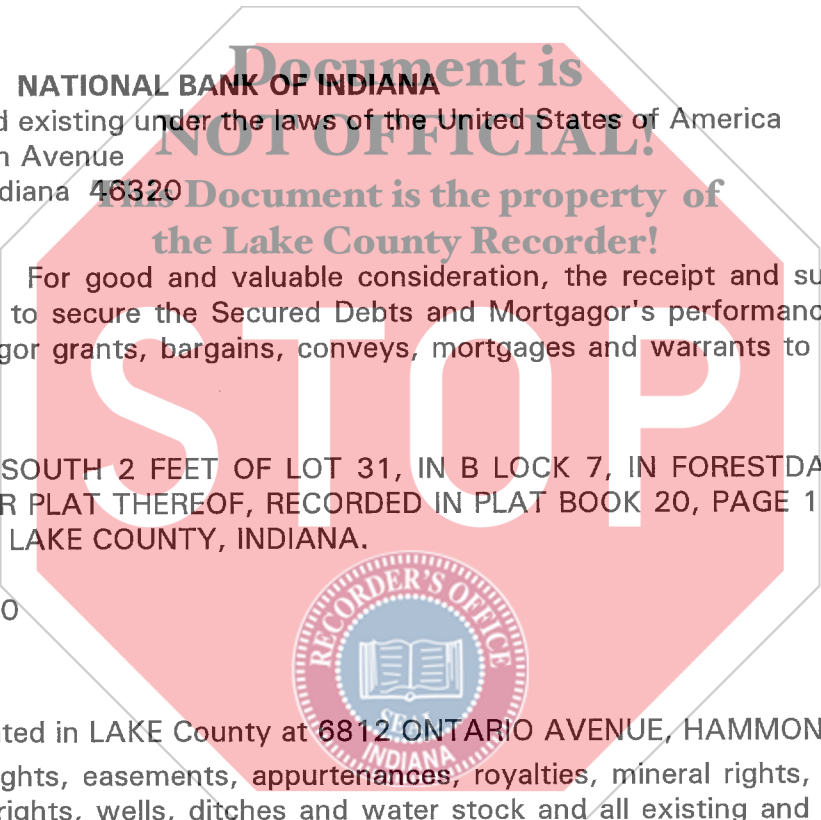 Document is
NATIONAL BANK OF INDIANA
d existing under the laws of the United States of America
NOT OFFICIAL!
n Avenue
diana 46320
This Document is the property of
the Lake County Recorder!
For good and valuable consideration, the receipt and su
to secure the Secured Debts and Mortgagor's performanc
gor grants, bargains, conveys, mortgages and warrants to
STOP
SOUTH 2 FEET OF LOT 31, IN B LOCK 7, IN FORESTDA
R PLAT THEREOF, RECORDED IN PLAT BOOK 20, PAGE 1
LAKE COUNTY, INDIANA.
RECORDER'S OFFICE
SEAL
INDIANA
O
ated in LAKE County at 6812 ONTARIO AVENUE, HAMMON
ghts, easements, appurtenances, royalties, mineral rights,
rights, wells, ditches and water stock and all existing and